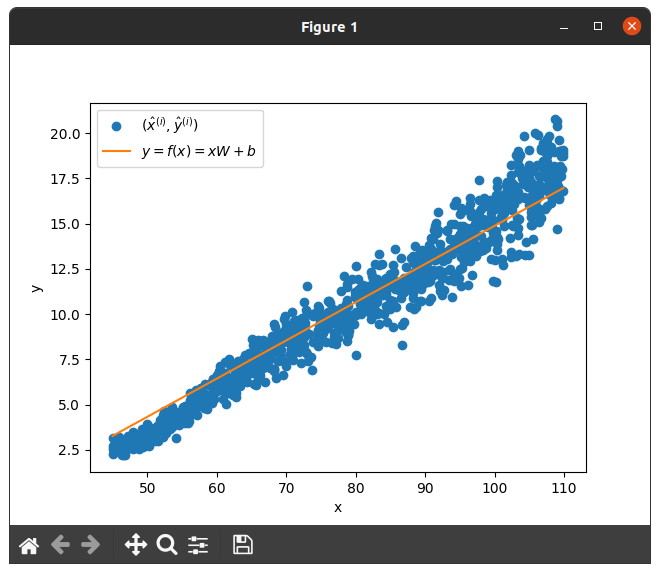 Figure 1
(x̂⁽ⁱ⁾, ŷ⁽ⁱ⁾)
y = f(x) = xW + b
20.0
17.5
15.0
12.5
10.0
7.5
5.0
2.5
y
50 60 70 80 90 100 110
x